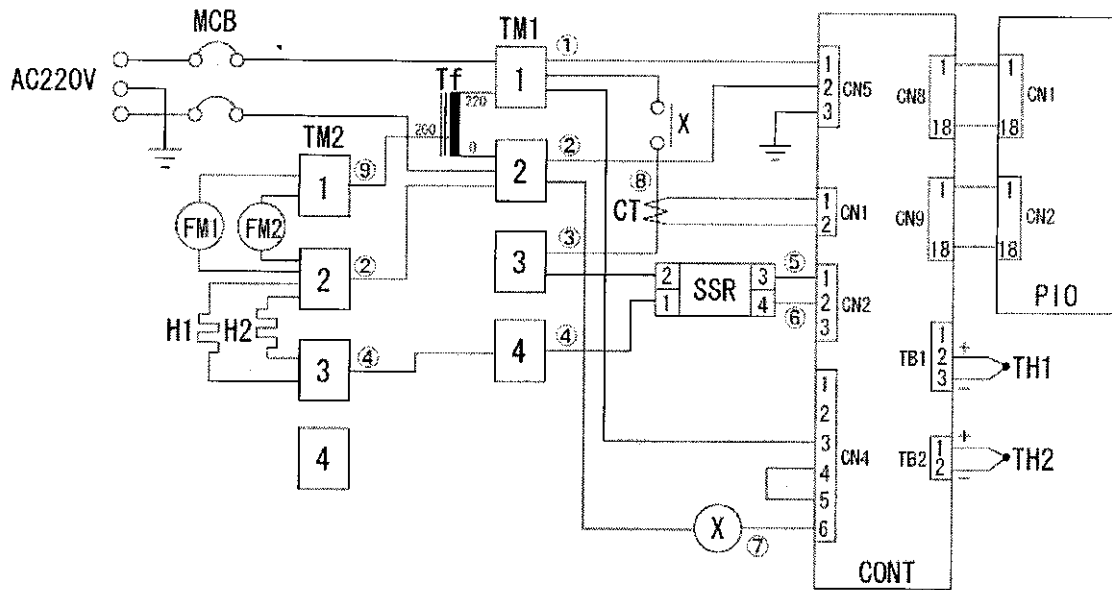 MCB
AC220V
TM1
①
Tf
220
200
0
1
X
1
2
3
CN5
CN8
1
18
1
18
CN1
TM2
⑨
1
2
②
⑧
CT
1
2
CN1
CN9
1
18
1
18
CN2
FM1
FM2
2
②
3
③
2
1
SSR
3
4
⑤
⑥
1
2
3
CN2
PIO
H1
H2
3
④
4
④
TB1
1
2
3
+
−
TH1
4
1
2
3
4
5
6
CN4
TB2
1
2
+
−
TH2
X
⑦
CONT